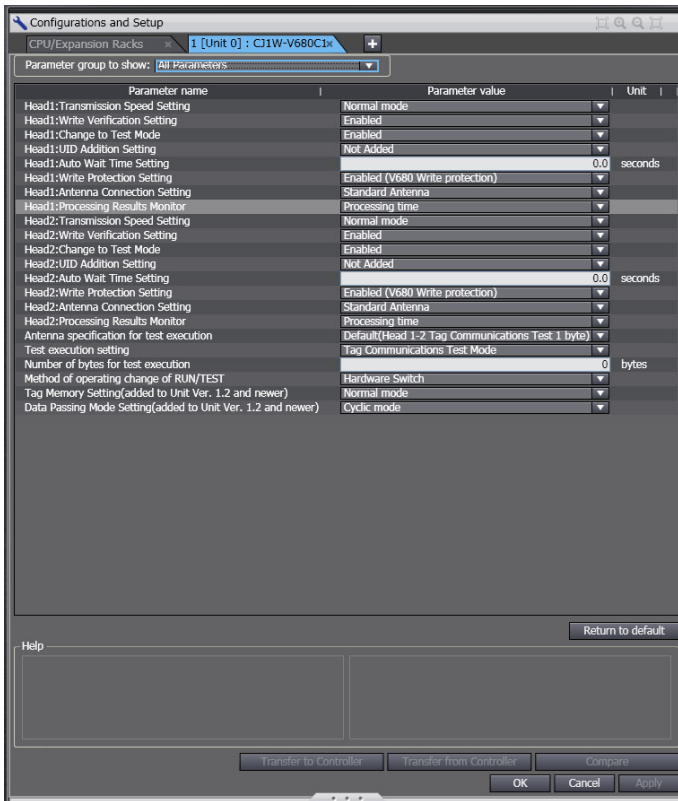 Configurations and Setup
CPU/Expansion Racks
1 [Unit 0] : CJ1W-V680C1
Parameter group to show: All Parameters
Parameter name | Parameter value | Unit |
Head1:Transmission Speed Setting Normal mode
Head1:Write Verification Setting Enabled
Head1:Change to Test Mode Enabled
Head1:UID Addition Setting Not Added
Head1:Auto Wait Time Setting 0.0 seconds
Head1:Write Protection Setting Enabled (V680 Write protection)
Head1:Antenna Connection Setting Standard Antenna
Head1:Processing Results Monitor Processing time
Head2:Transmission Speed Setting Normal mode
Head2:Write Verification Setting Enabled
Head2:Change to Test Mode Enabled
Head2:UID Addition Setting Not Added
Head2:Auto Wait Time Setting 0.0 seconds
Head2:Write Protection Setting Enabled (V680 Write protection)
Head2:Antenna Connection Setting Standard Antenna
Head2:Processing Results Monitor Processing time
Antenna specification for test execution Default(Head 1-2 Tag Communications Test 1 byte)
Test execution setting Tag Communications Test Mode
Number of bytes for test execution 0 bytes
Method of operating change of RUN/TEST Hardware Switch
Tag Memory Setting(added to Unit Ver. 1.2 and newer) Normal mode
Data Passing Mode Setting(added to Unit Ver. 1.2 and newer) Cyclic mode
Return to default
Help
Transfer to Controller Transfer from Controller Compare
OK Cancel Apply